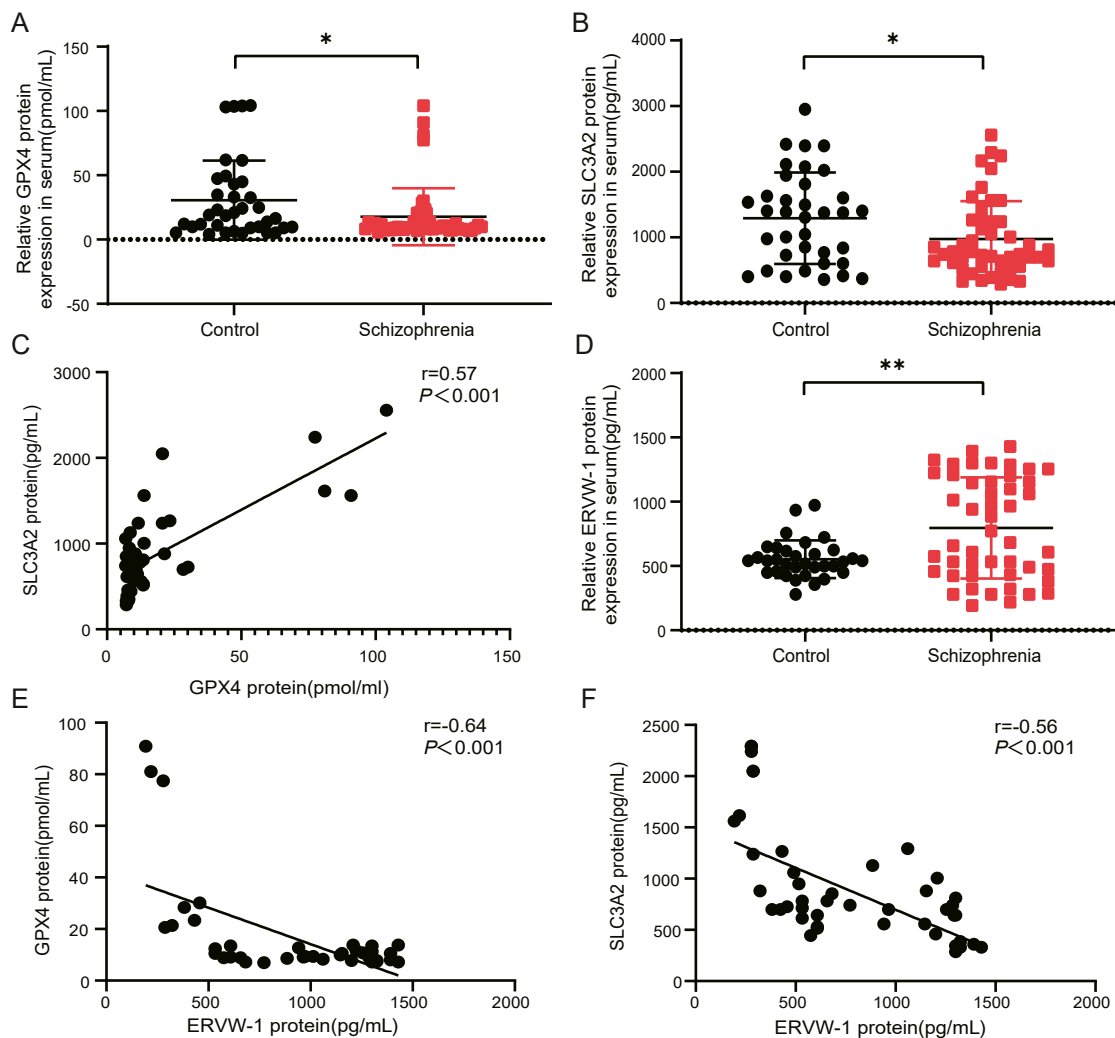 A
Relative GPX4 protein
expression in serum(pmol/mL)
150
100
50
0
-50
*
Control
Schizophrenia
B
Relative SLC3A2 protein
expression in serum(pg/mL)
4000
3000
2000
1000
0
*
Control
Schizophrenia
C
SLC3A2 protein(pg/mL)
3000
2000
1000
0
r=0.57
P＜0.001
0
50
100
150
GPX4 protein(pmol/ml)
D
Relative ERVW-1 protein
expression in serum(pg/mL)
2000
1500
1000
500
0
**
Control
Schizophrenia
E
GPX4 protein(pmol/mL)
100
80
60
40
20
0
r=-0.64
P＜0.001
0
500
1000
1500
2000
ERVW-1 protein(pg/mL)
F
SLC3A2 protein(pg/mL)
2500
2000
1500
1000
500
0
r=-0.56
P＜0.001
0
500
1000
1500
2000
ERVW-1 protein(pg/mL)